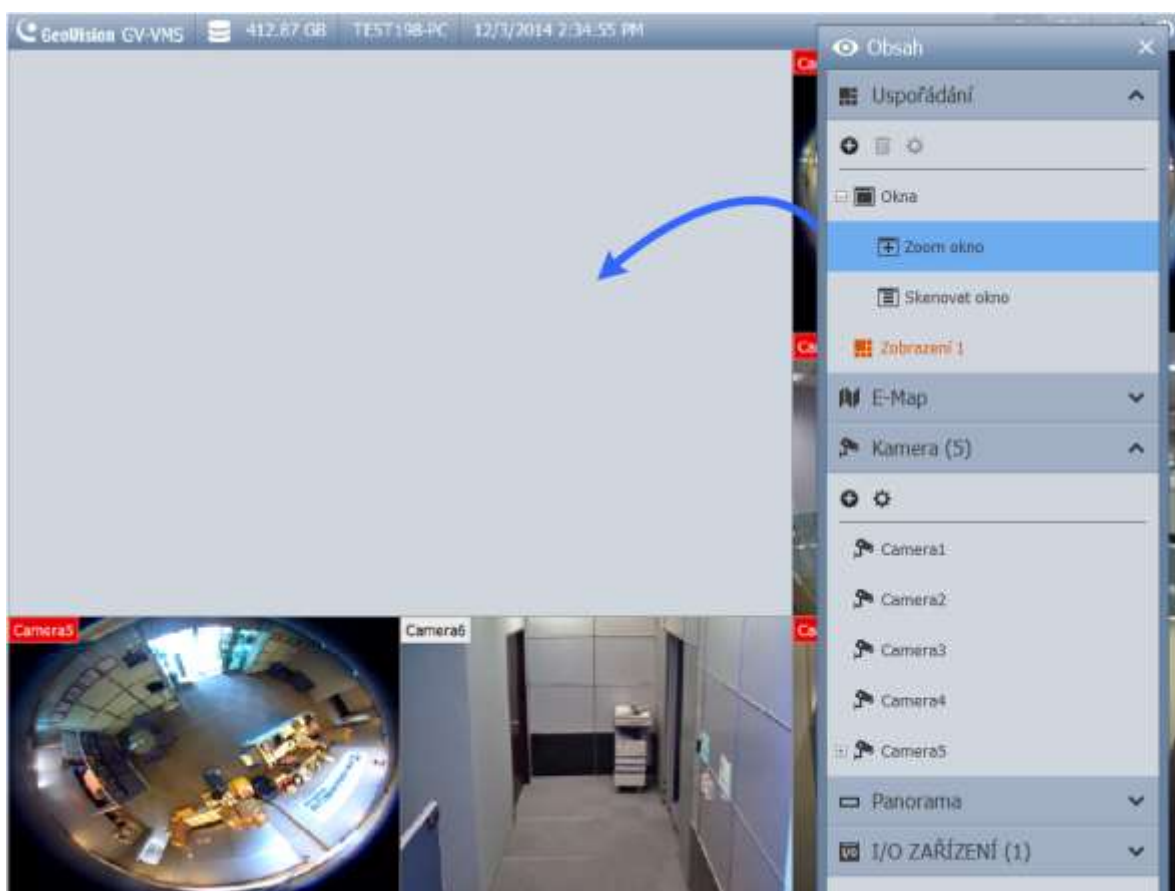 GeoVision GV-VMS 412.87 GB TEST198-PC 12/3/2014 2:34:55 PM
Obsah
Uspořádání
Okna
Zoom okno
Skenovat okno
Zobrazení 1
E-Map
Kamera (5)
Camera1
Camera2
Camera3
Camera4
Camera5
Panorama
I/O ZAŘÍZENÍ (1)
Camera5
Camera6